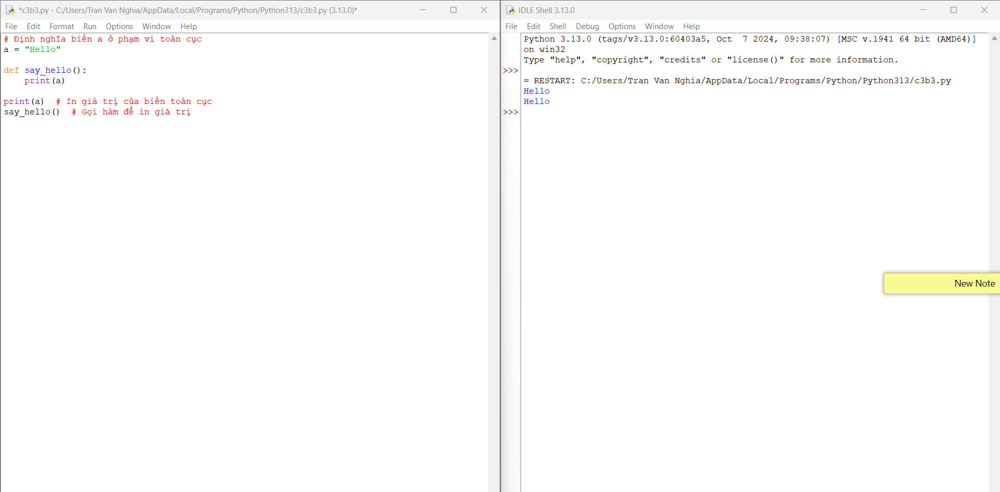 *c3b3.py - C:/Users/Tran Van Nghia/AppData/Local/Programs/Python/Python313/c3b3.py (3.13.0)*
File Edit Format Run Options Window Help
# Định nghĩa biến a ở phạm vi toàn cục
a = "Hello"
def say_hello():
    print(a)
print(a)  # In giá trị của biến toàn cục
say_hello()  # Gọi hàm để in giá trị
IDLE Shell 3.13.0
File Edit Shell Debug Options Window Help
Python 3.13.0 (tags/v3.13.0:60403a5, Oct  7 2024, 09:38:07) [MSC v.1941 64 bit (AMD64)]
on win32
Type "help", "copyright", "credits" or "license()" for more information.
>>>
= RESTART: C:/Users/Tran Van Nghia/AppData/Local/Programs/Python/Python313/c3b3.py
Hello
Hello
>>>
New Note